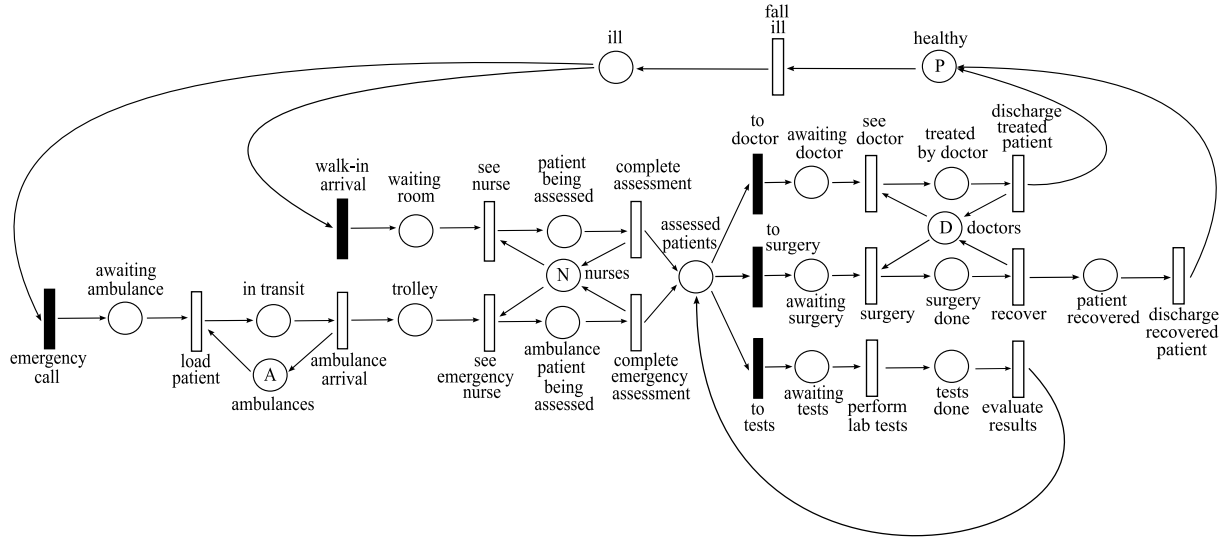 fall
ill
ill
healthy
P
to
doctor
awaiting
doctor
see
doctor
treated
by doctor
discharge
treated
patient
walk-in
arrival
waiting
room
see
nurse
patient
being
assessed
complete
assessment
assessed
patients
D
doctors
to
surgery
N
nurses
awaiting
ambulance
in transit
trolley
awaiting
surgery
surgery
surgery
done
recover
patient
recovered
discharge
recovered
patient
emergency
call
load
patient
A
ambulances
ambulance
arrival
see
emergency
nurse
ambulance
patient
being
assessed
complete
emergency
assessment
to
tests
awaiting
tests
perform
lab tests
tests
done
evaluate
results